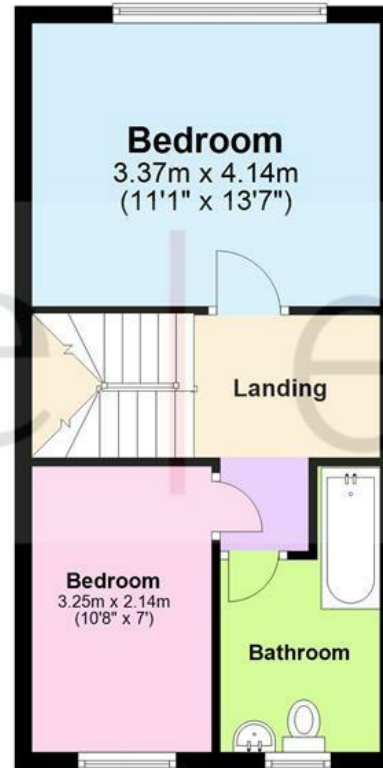 Bedroom
3.37m x 4.14m
(11'1" x 13'7")
Landing
Bedroom
3.25m x 2.14m
(10'8" x 7')
Bathroom